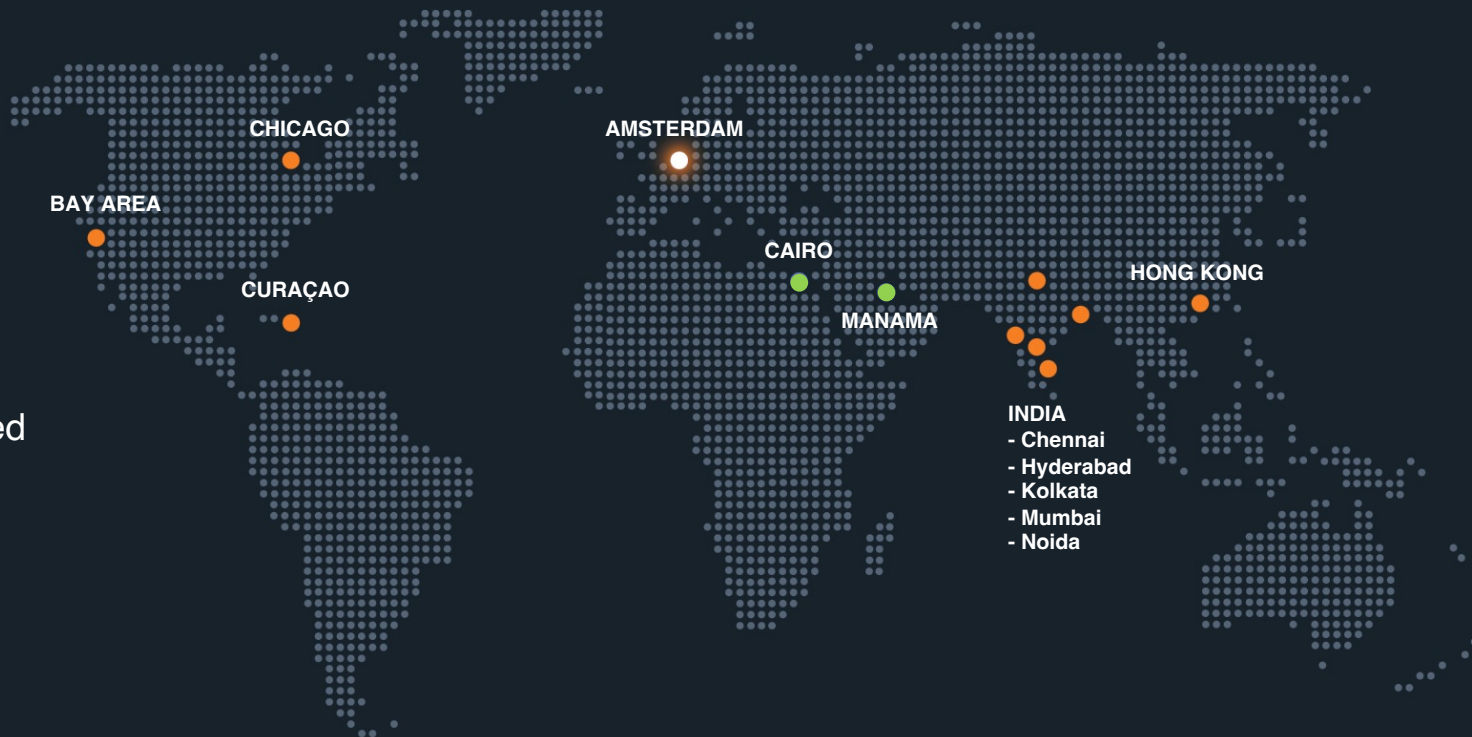 CHICAGO
AMSTERDAM
BAY AREA
CAIRO
HONG KONG
CURAÇAO
MANAMA
INDIA
- Chennai
- Hyderabad
- Kolkata
- Mumbai
- Noida
ed